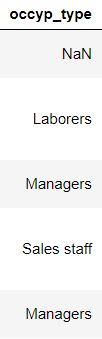 occyp_type
NaN
Laborers
Managers
Sales staff
Managers